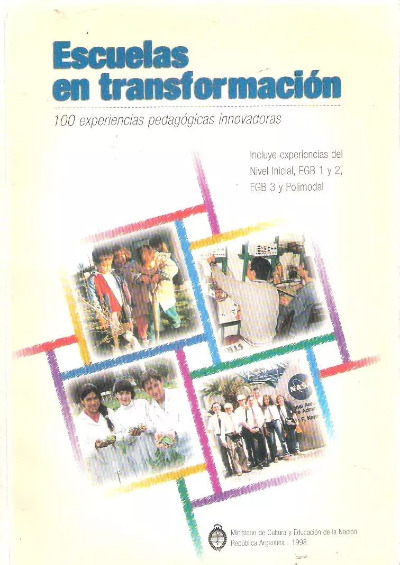 Escuelas
en transformación
100 experiencias pedagógicas innovadoras
Incluye experiencias del
Nivel Inicial, EGB 1 y 2,
EGB 3 y Polimodal
NASA
Ministerio de Cultura y Educación de la Nación
República Argentina - 1998